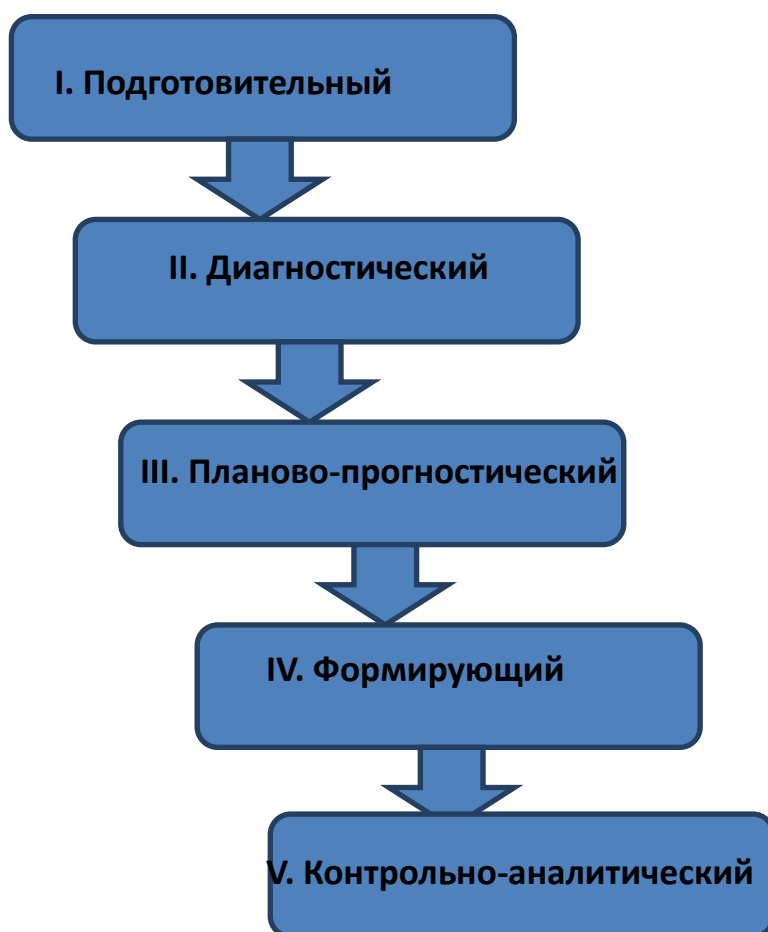 I. Подготовительный
II. Диагностический
III. Планово-прогностический
IV. Формирующий
V. Контрольно-аналитический